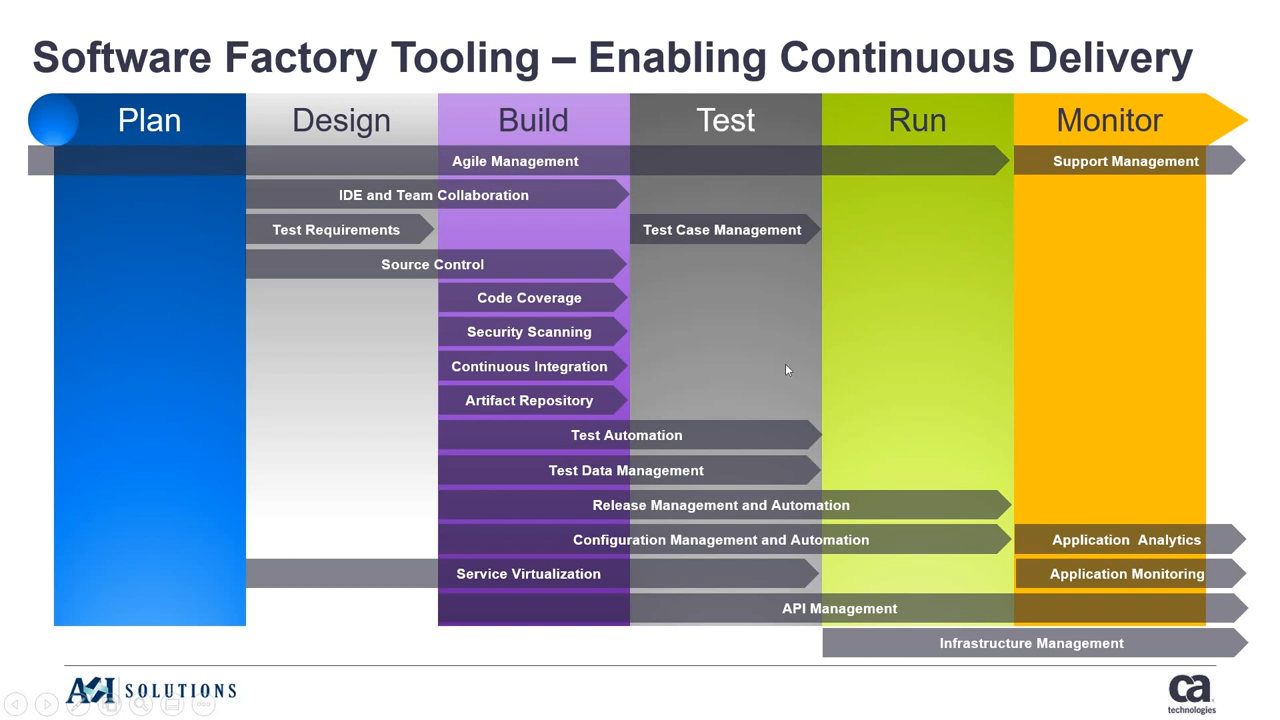 Software Factory Tooling – Enabling Continuous Delivery
Plan
Design
Build
Test
Run
Monitor
Agile Management
Support Management
IDE and Team Collaboration
Test Requirements
Test Case Management
Source Control
Code Coverage
Security Scanning
Continuous Integration
Artifact Repository
Test Automation
Test Data Management
Release Management and Automation
Configuration Management and Automation
Application Analytics
Service Virtualization
Application Monitoring
API Management
Infrastructure Management
SOLUTIONS
ca
technologies